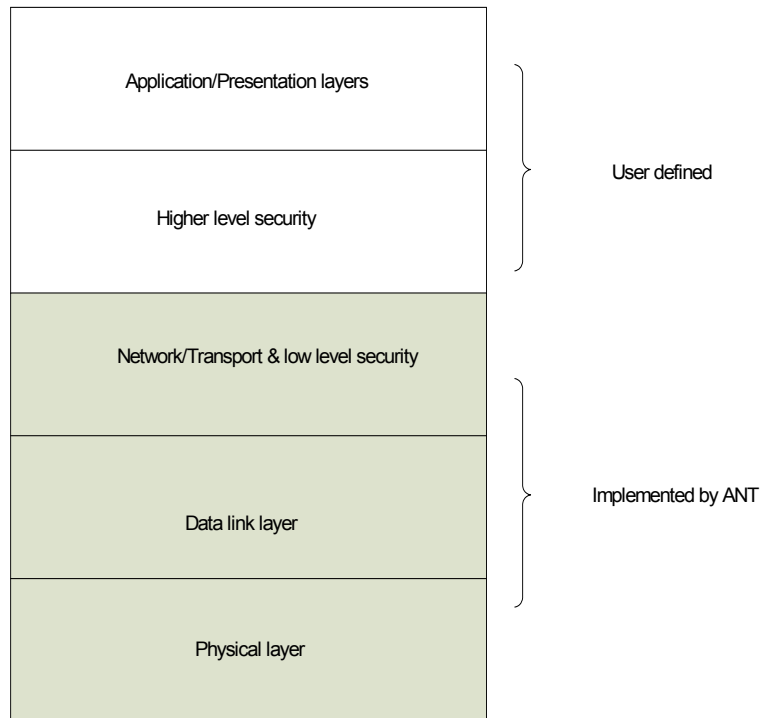 Application/Presentation layers
User defined
Higher level security
Network/Transport & low level security
Implemented by ANT
Data link layer
Physical layer